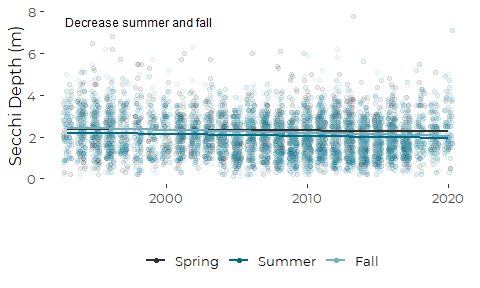 Decrease summer and fall
Secchi Depth (m)
8
6
4
2
0
2000
2010
2020
Spring
Summer
Fall